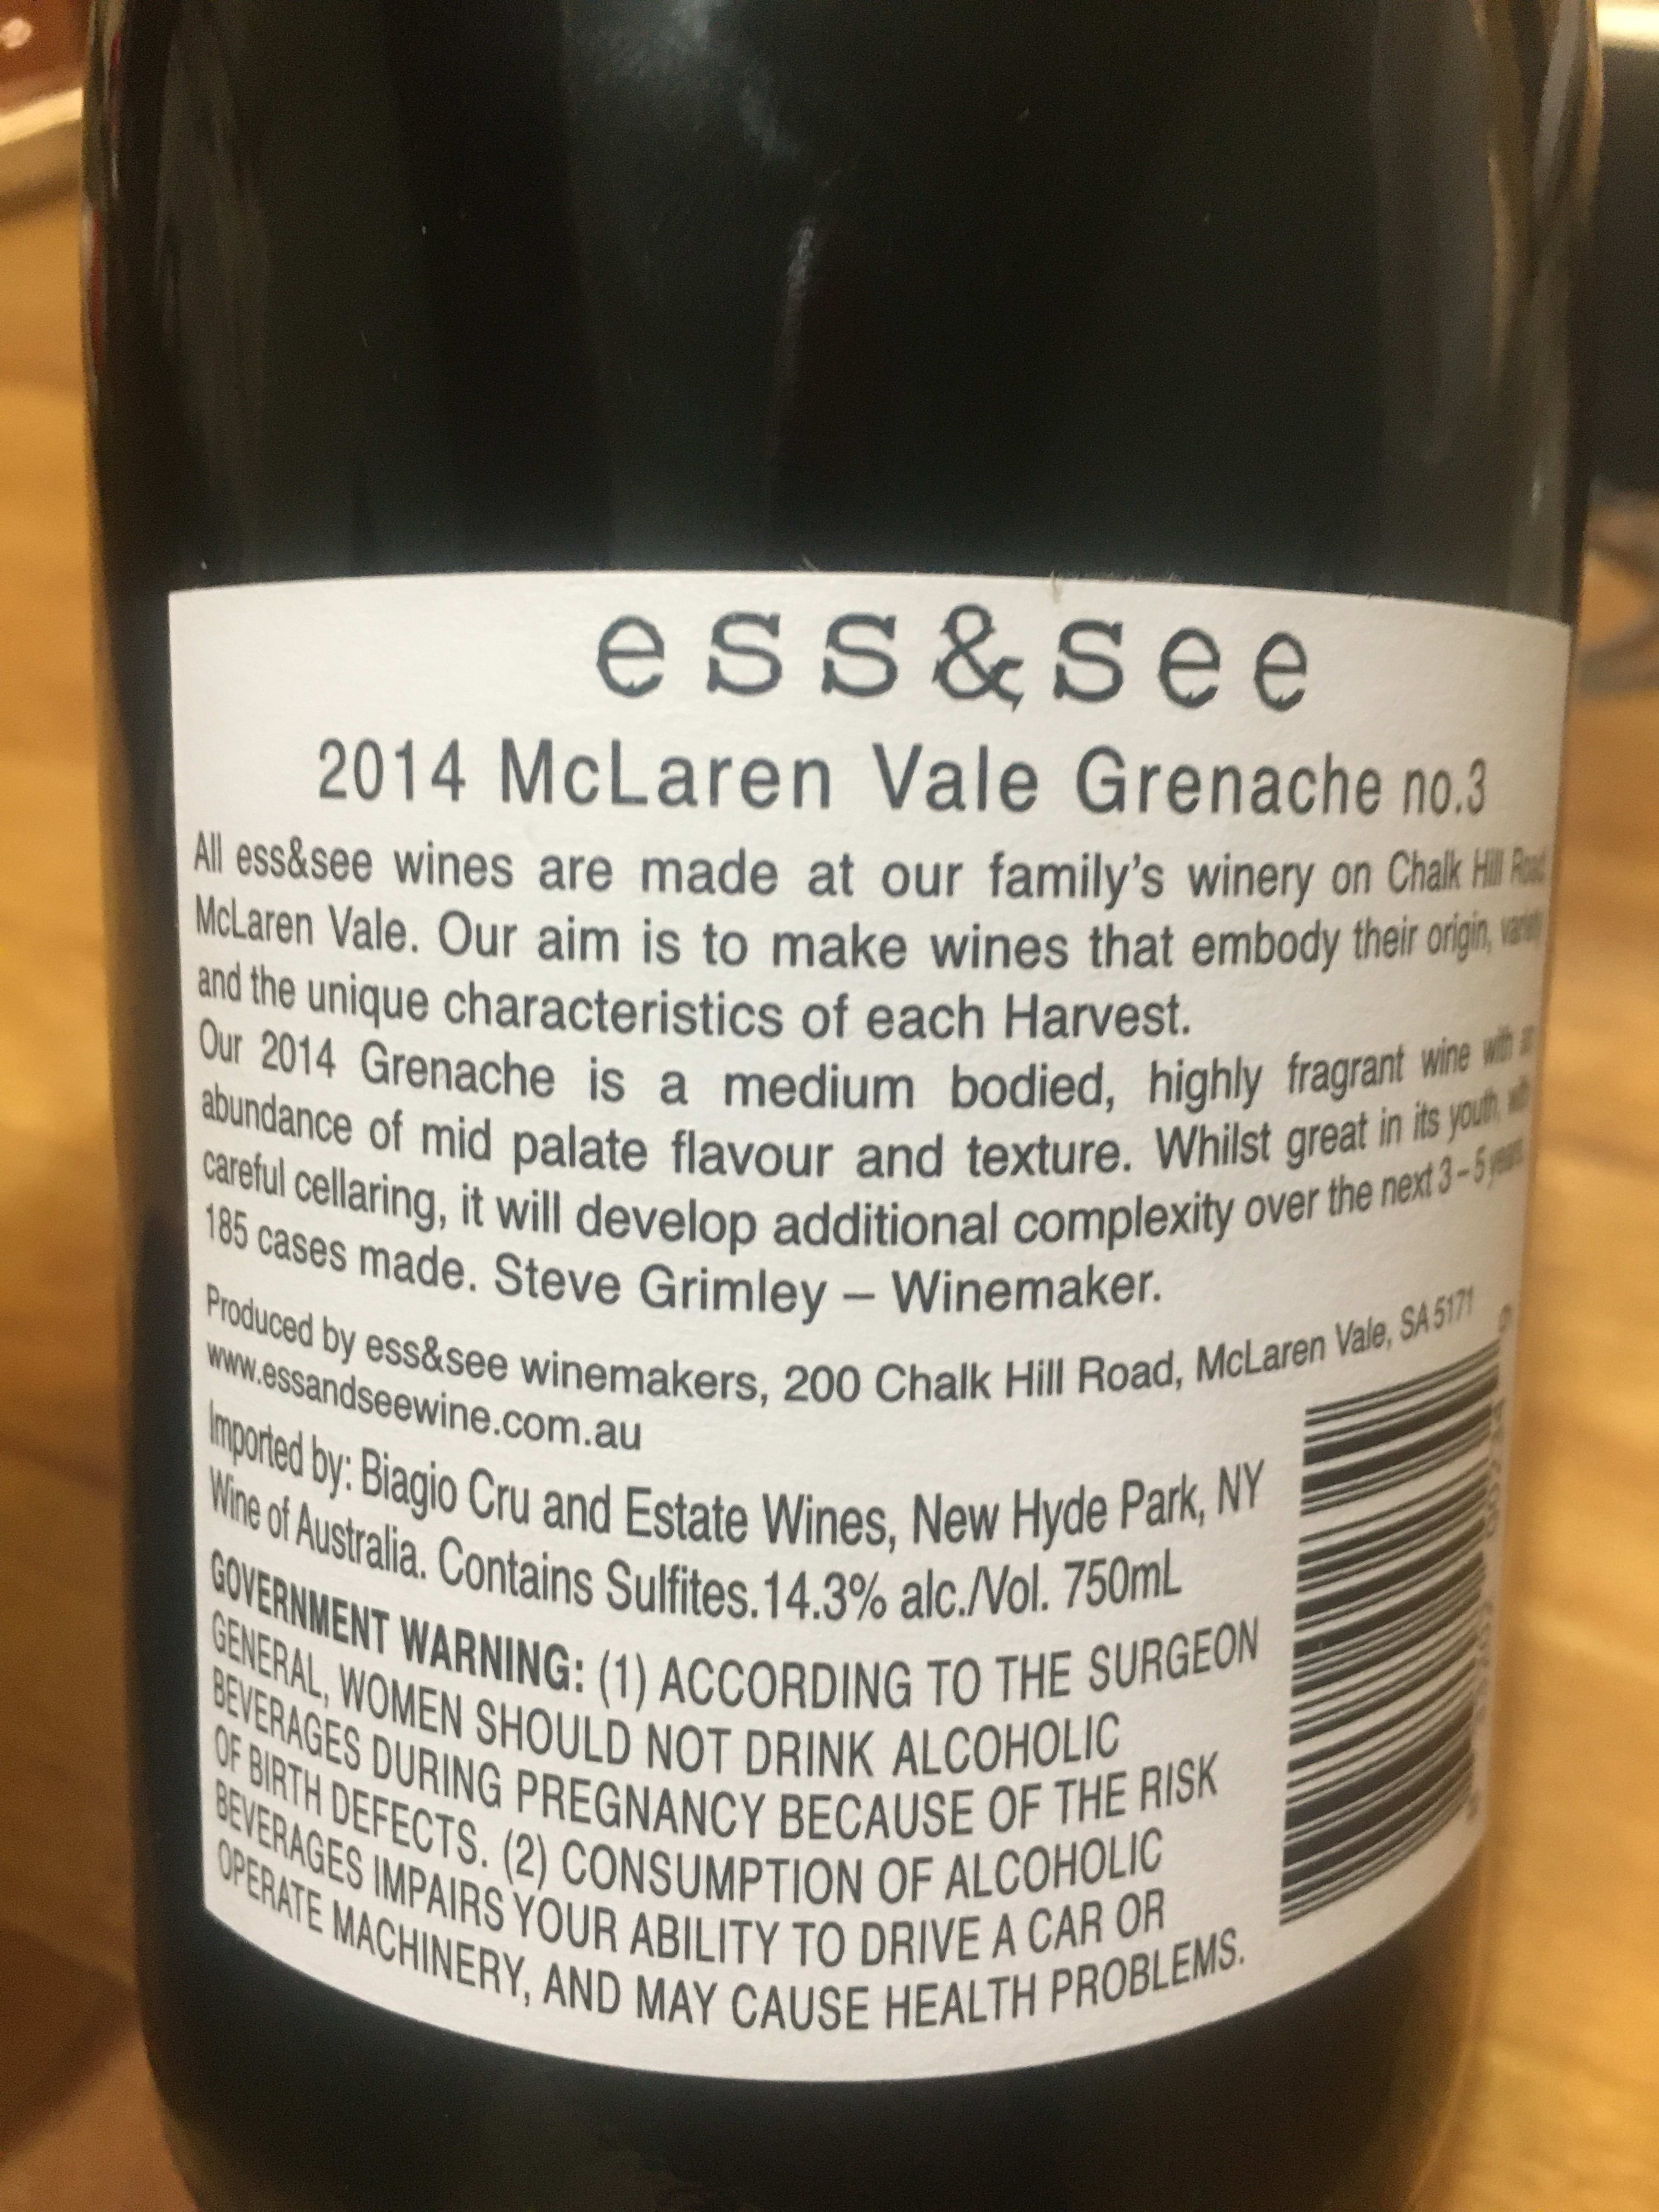 ess&see
2014 McLaren Vale Grenache no.3
All ess&see wines are made at our family's winery on Chalk Hill Road
McLaren Vale. Our aim is to make wines that embody their origin, variety
and the unique characteristics of each Harvest.
Our 2014 Grenache is a medium bodied, highly fragrant wine with an
abundance of mid palate flavour and texture. Whilst great in its youth, with
careful cellaring, it will develop additional complexity over the next 3 – 5 years
185 cases made. Steve Grimley – Winemaker.
Produced by ess&see winemakers, 200 Chalk Hill Road, McLaren Vale, SA 5171
www.essandseewine.com.au
Imported by: Biagio Cru and Estate Wines, New Hyde Park, NY
Wine of Australia. Contains Sulfites.14.3% alc./Vol. 750mL
GOVERNMENT WARNING: (1) ACCORDING TO THE SURGEON
GENERAL, WOMEN SHOULD NOT DRINK ALCOHOLIC
BEVERAGES DURING PREGNANCY BECAUSE OF THE RISK
OF BIRTH DEFECTS. (2) CONSUMPTION OF ALCOHOLIC
BEVERAGES IMPAIRS YOUR ABILITY TO DRIVE A CAR OR
OPERATE MACHINERY, AND MAY CAUSE HEALTH PROBLEMS.